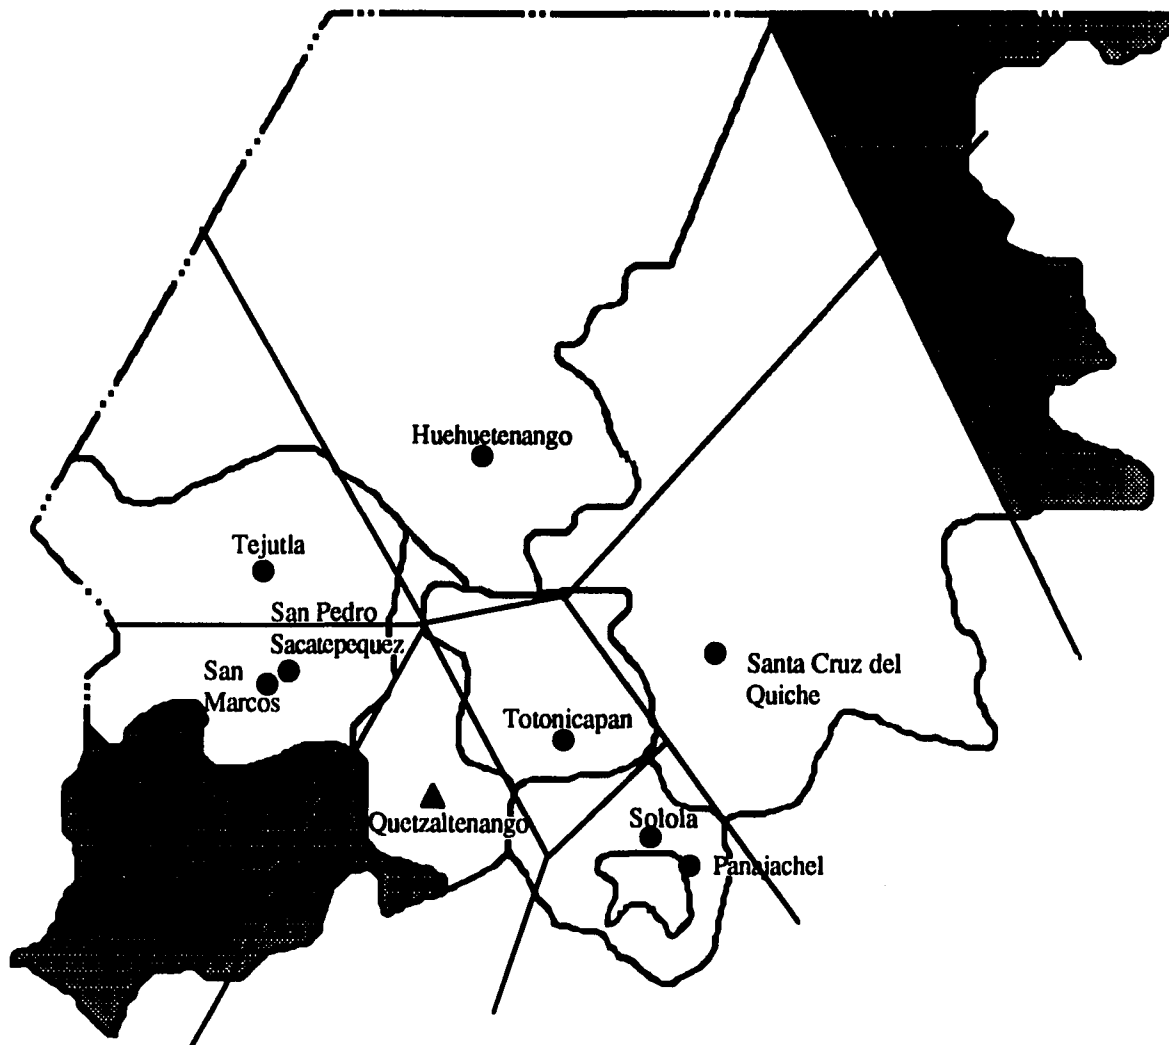 Huehuetenango
Tejutla
San Pedro
Sacatepequez
San
Marcos
Santa Cruz del
Quiche
Totonicapan
Quetzaltenango
Solola
Panajachel